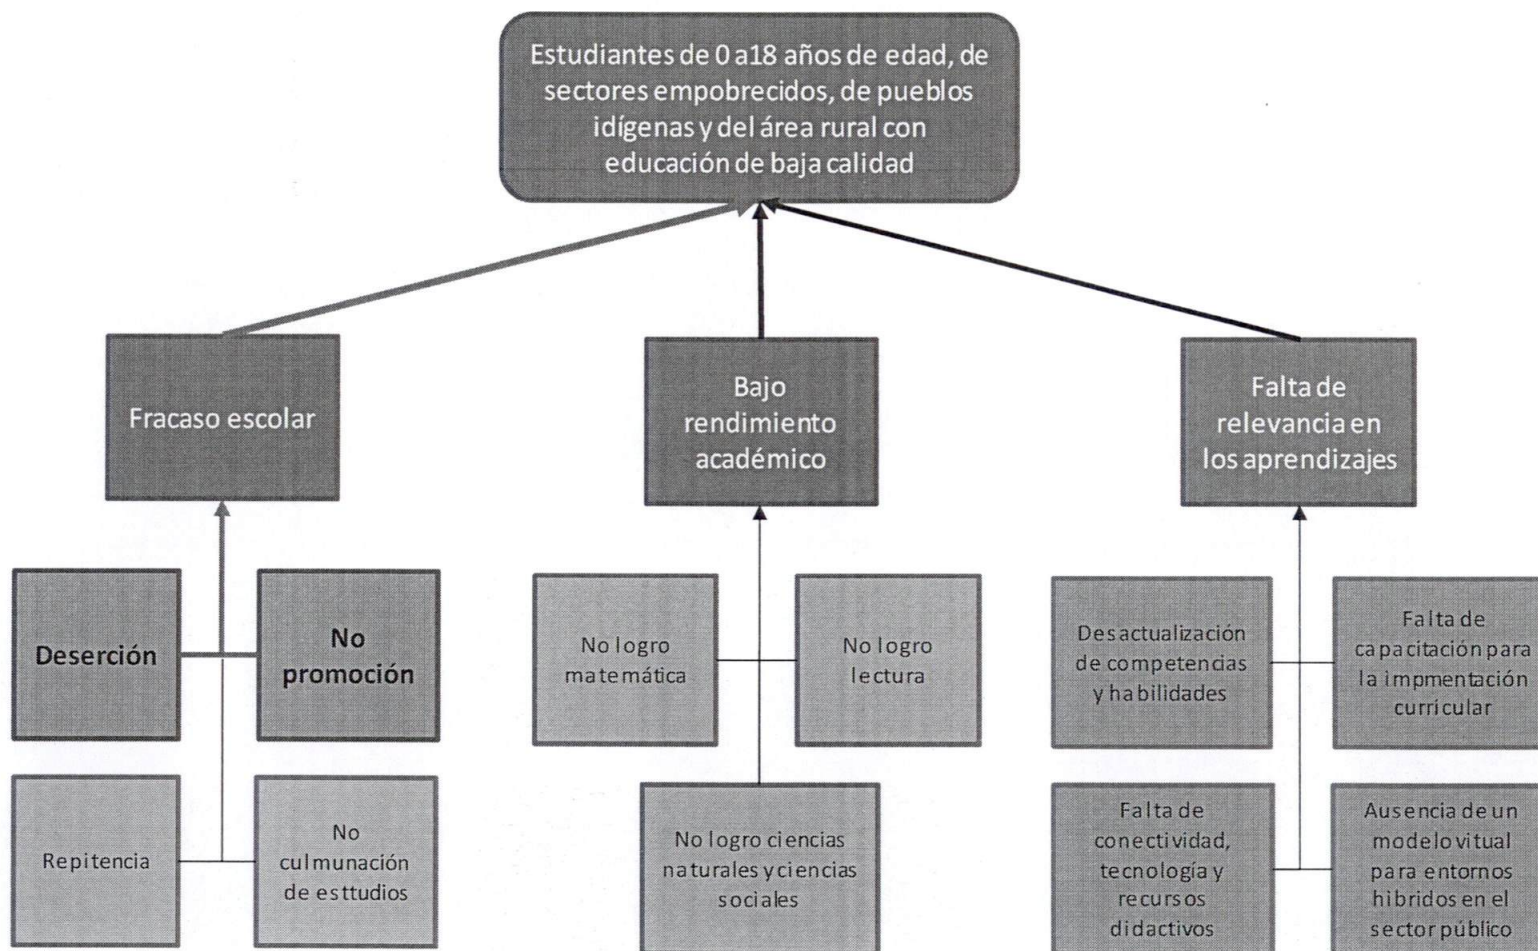 Estudiantes de 0 a18 años de edad, de
sectores empobrecidos, de pueblos
idígenas y del área rural con
educación de baja calidad
Fracaso escolar
Bajo
rendimiento
académico
Falta de
relevancia en
los aprendizajes
Deserción
No
promoción
Repitencia
No
culmunación
de esttudios
No logro
matemática
No logro
lectura
No logro ciencias
naturales y ciencias
sociales
Desactualización
de competencias
y habilidades
Falta de
capacitación para
la impmentación
curricular
Falta de
conectividad,
tecnología y
recursos
didactivos
Ausencia de un
modelo vitual
para entornos
hibridos en el
sector público